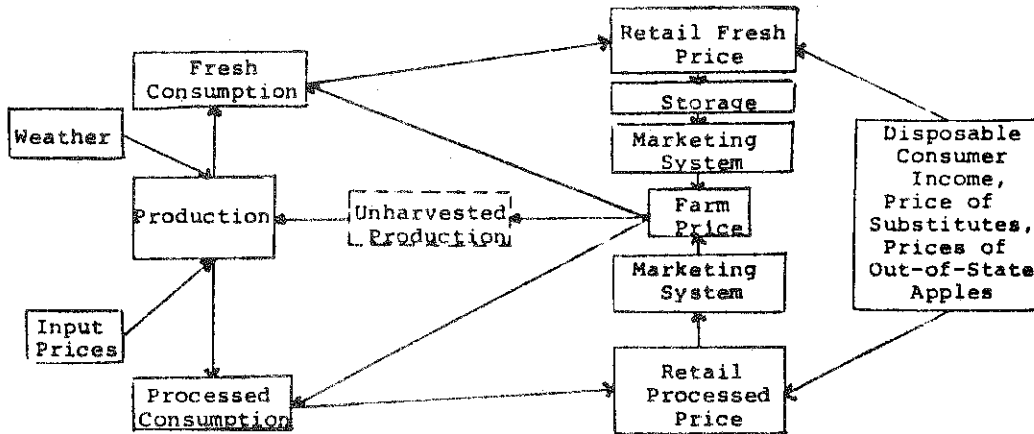 Fresh
Consumption
Retail Fresh
Price
Storage
Weather
Marketing
System
Disposable
Consumer
Income,
Price of
Substitutes,
Prices of
Out-of-State
Apples
Production
Unharvested
Production
Farm
Price
Marketing
System
Input
Prices
Processed
Consumption
Retail
Processed
Price